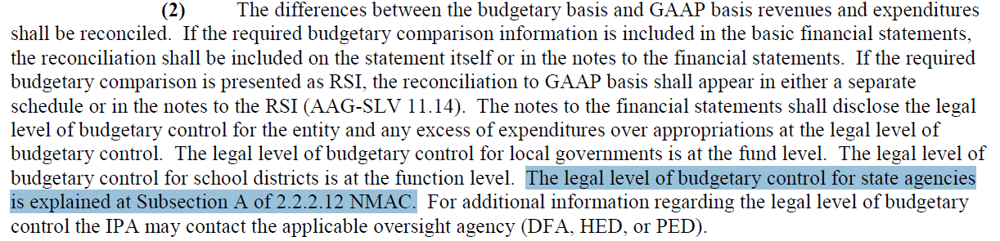 (2) The differences between the budgetary basis and GAAP basis revenues and expenditures
shall be reconciled. If the required budgetary comparison information is included in the basic financial statements,
the reconciliation shall be included on the statement itself or in the notes to the financial statements. If the required
budgetary comparison is presented as RSI, the reconciliation to GAAP basis shall appear in either a separate
schedule or in the notes to the RSI (AAG-SLV 11.14). The notes to the financial statements shall disclose the legal
level of budgetary control for the entity and any excess of expenditures over appropriations at the legal level of
budgetary control. The legal level of budgetary control for local governments is at the fund level. The legal level of
budgetary control for school districts is at the function level. The legal level of budgetary control for state agencies
is explained at Subsection A of 2.2.2.12 NMAC. For additional information regarding the legal level of budgetary
control the IPA may contact the applicable oversight agency (DFA, HED, or PED).